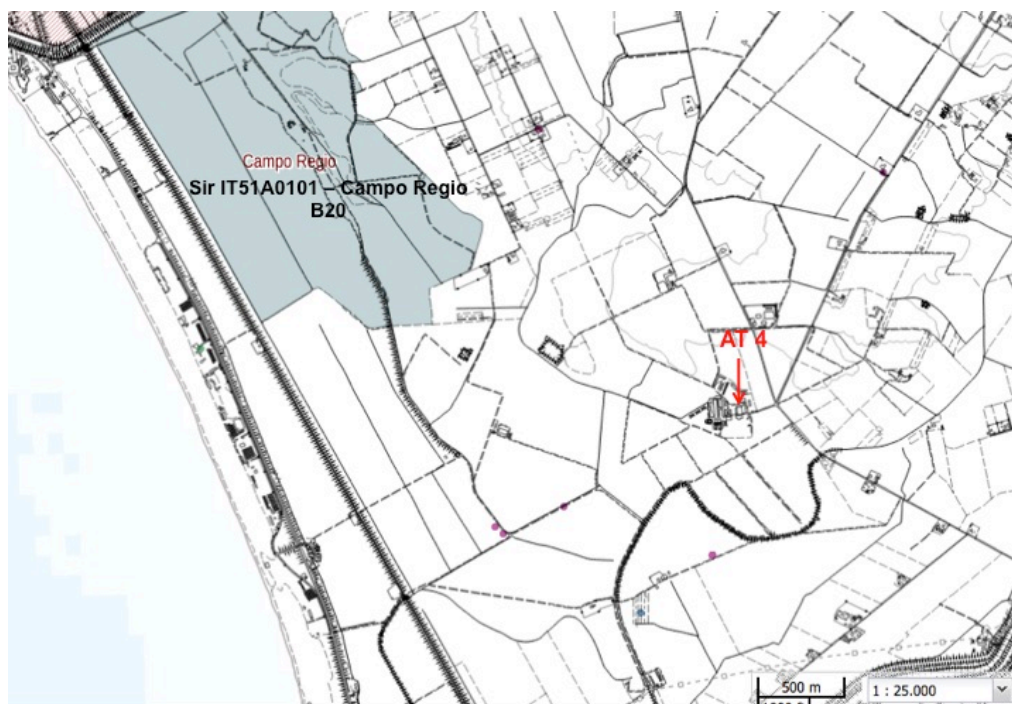 Campo Regio
Sir IT51A0101 – Campo Regio
B20
AT 4
500 m
1 : 25.000